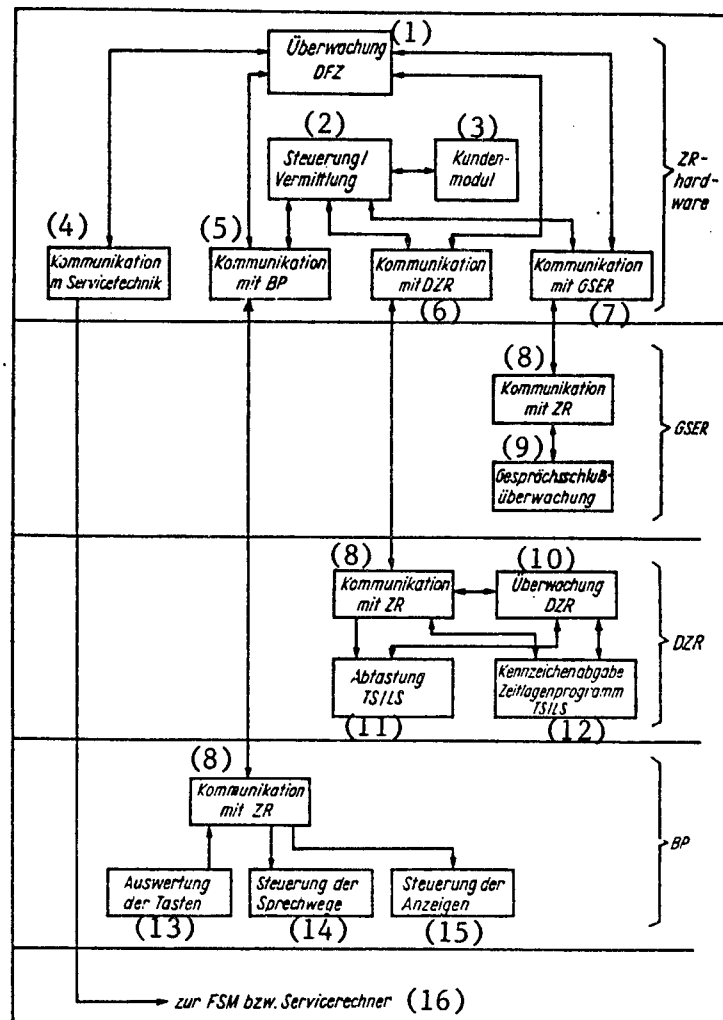 (1)
Überwachung
DFZ
(2)
Steuerung/
Vermittlung
(3)
Kunden-
modul
ZR-
hard-
ware
(4)
Kommunikation
m Servicetechnik
(5)
Kommunikation
mit BP
Kommunikation
mit DZR
(6)
Kommunikation
mit GSER
(7)
(8)
Kommunikation
mit ZR
(9)
Gesprächsschluß-
überwachung
GSER
(8)
Kommunikation
mit ZR
(10)
Überwachung
DZR
Abtastung
TS/LS
(11)
Kennzeichenabgabe
Zeitlagenprogramm
TS/LS
(12)
DZR
(8)
Kommunikation
mit ZR
Auswertung
der Tasten
(13)
Steuerung der
Sprechwege
(14)
Steuerung der
Anzeigen
(15)
BP
zur FSM bzw. Servicerechner (16)